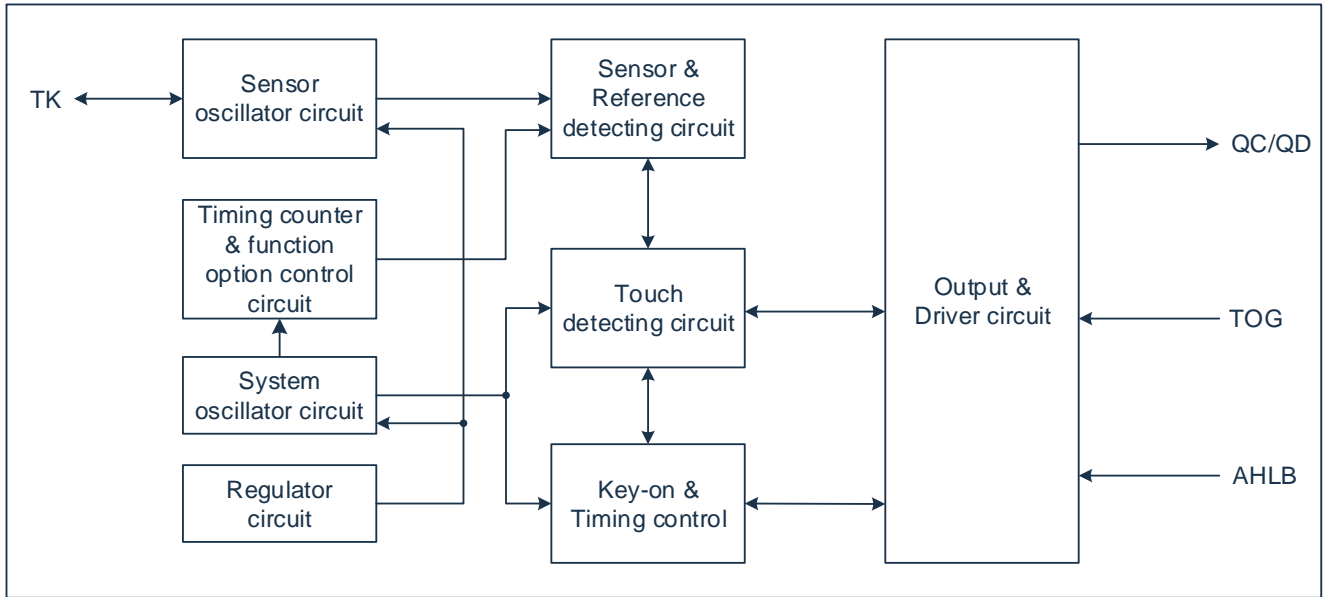 TK
Sensor
oscillator circuit
Sensor &
Reference
detecting circuit
Timing counter
& function
option control
circuit
Touch
detecting circuit
System
oscillator circuit
Regulator
circuit
Key-on &
Timing control
Output &
Driver circuit
QC/QD
TOG
AHLB